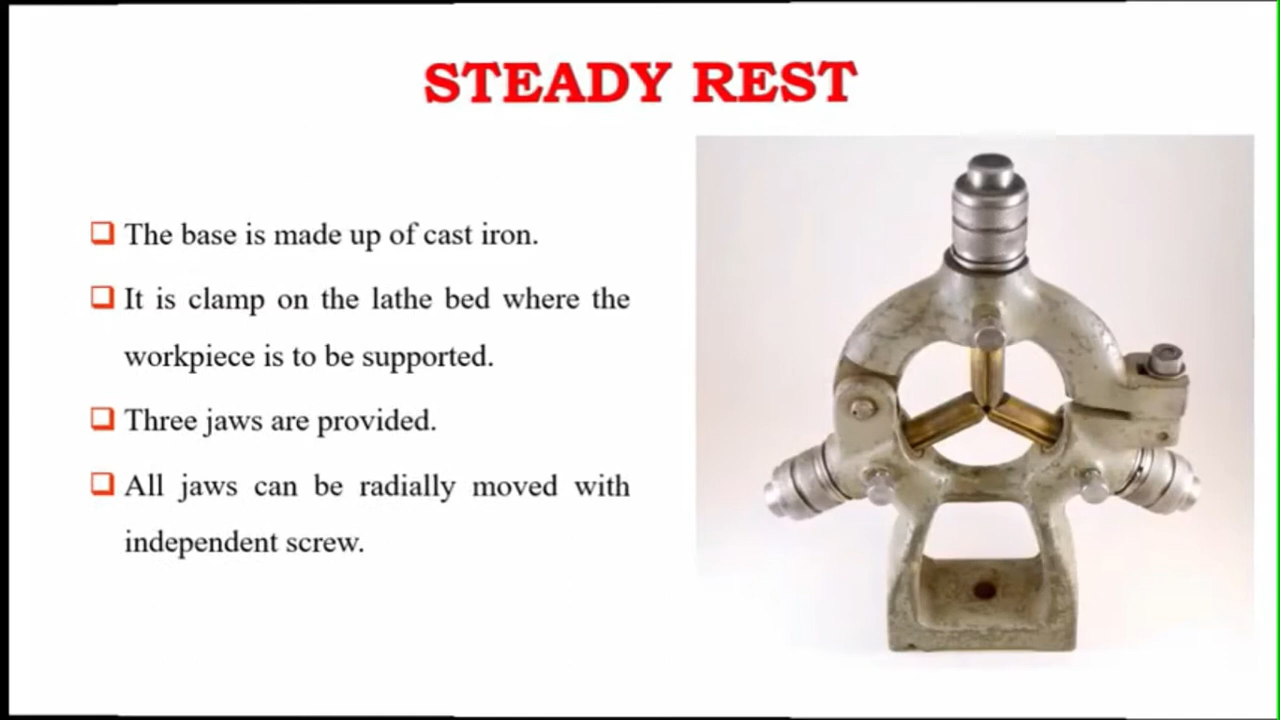 STEADY REST
The base is made up of cast iron.
It is clamp on the lathe bed where the
workpiece is to be supported.
Three jaws are provided.
All jaws can be radially moved with
independent screw.